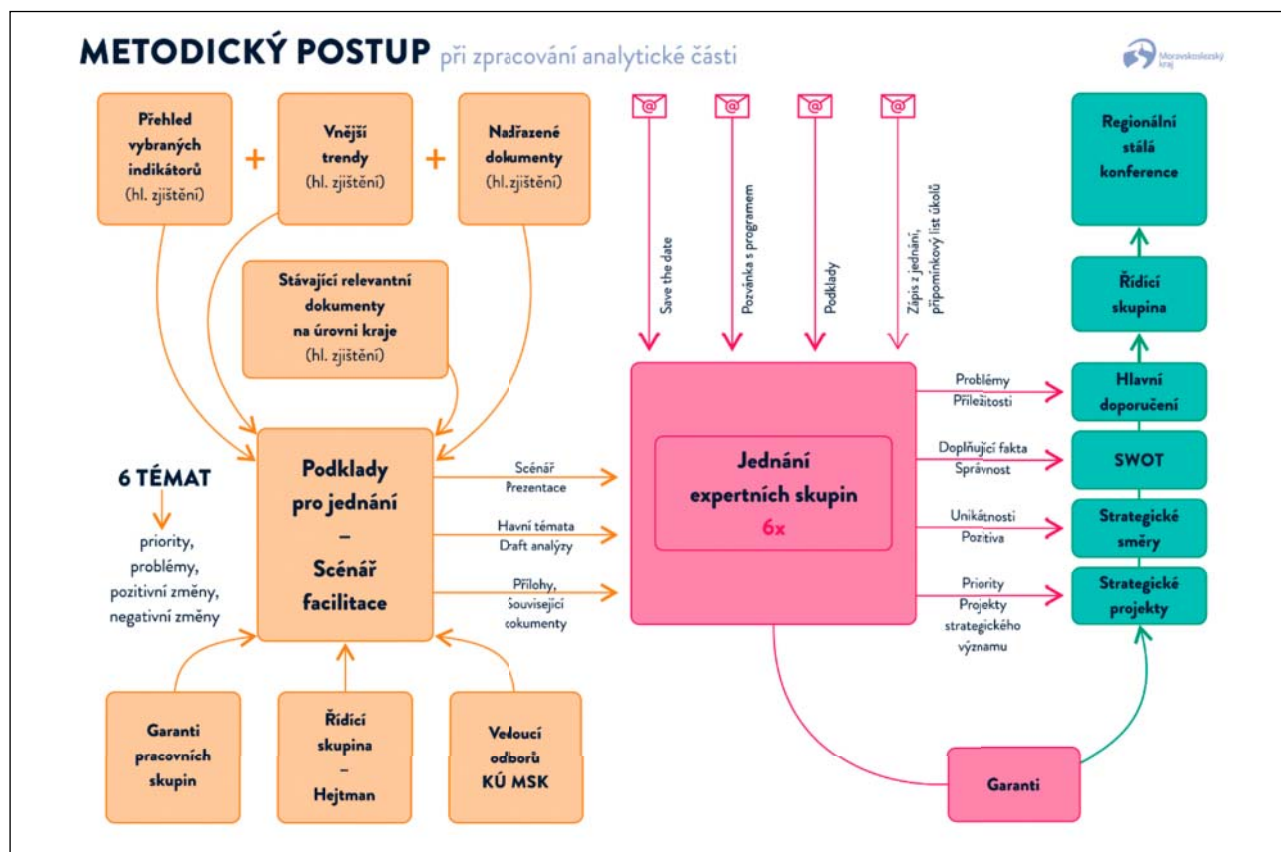 METODICKÝ POSTUP při zpracování analytické části
Moravskoslezský
kraj
Přehled
vybraných
indikátorů
(hl. zjištění)
+
Vnější
trendy
(hl. zjištění)
+
Nadřazené
dokumenty
(hl. zjištění)
Stávající relevantní
dokumenty
na úrovni kraje
(hl. zjištění)
6 TÉMAT
priority,
problémy,
pozitivní změny,
negativní změny
Podklady
pro jednání
–
Scénář
facilitace
Garanti
pracovních
skupin
Řídící
skupina
–
Hejtman
Vedoucí
odborů
KÚ MSK
Scénář
Prezentace
Havní témata
Draft analýzy
Přílohy,
Související
dokumenty
@
@
@
@
Save the date
Pozvánka s programem
Podklady
Zápis z jednání,
připomínkový list úkolů
Jednání
expertních skupin
6x
Problémy
Příležitosti
Doplňující fakta
Správnost
Unikátnosti
Pozitiva
Priority
Projekty
strategického
významu
Garanti
Regionální
stálá
konference
Řídící
skupina
Hlavní
doporučení
SWOT
Strategické
směry
Strategické
projekty